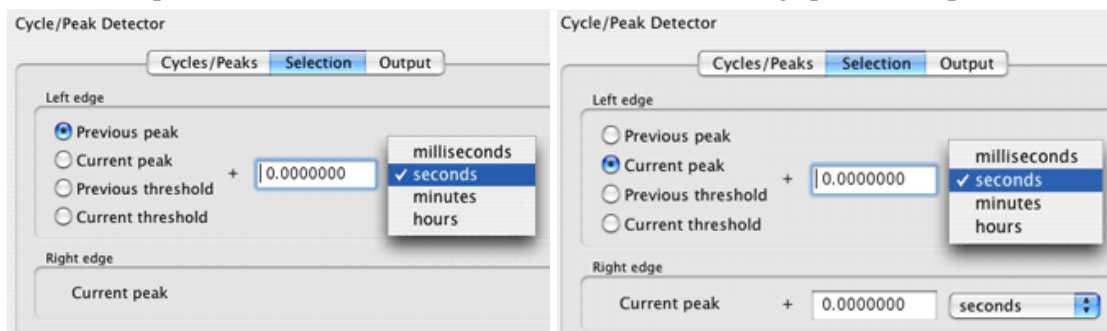 Cycle/Peak Detector
Cycles/Peaks Selection Output
Left edge
Previous peak
Current peak
Previous threshold
Current threshold
+ 0.0000000
milliseconds
✓ seconds
minutes
hours
Right edge
Current peak
Cycle/Peak Detector
Cycles/Peaks Selection Output
Left edge
Previous peak
Current peak
Previous threshold
Current threshold
+ 0.0000000
milliseconds
✓ seconds
minutes
hours
Right edge
Current peak + 0.0000000 seconds